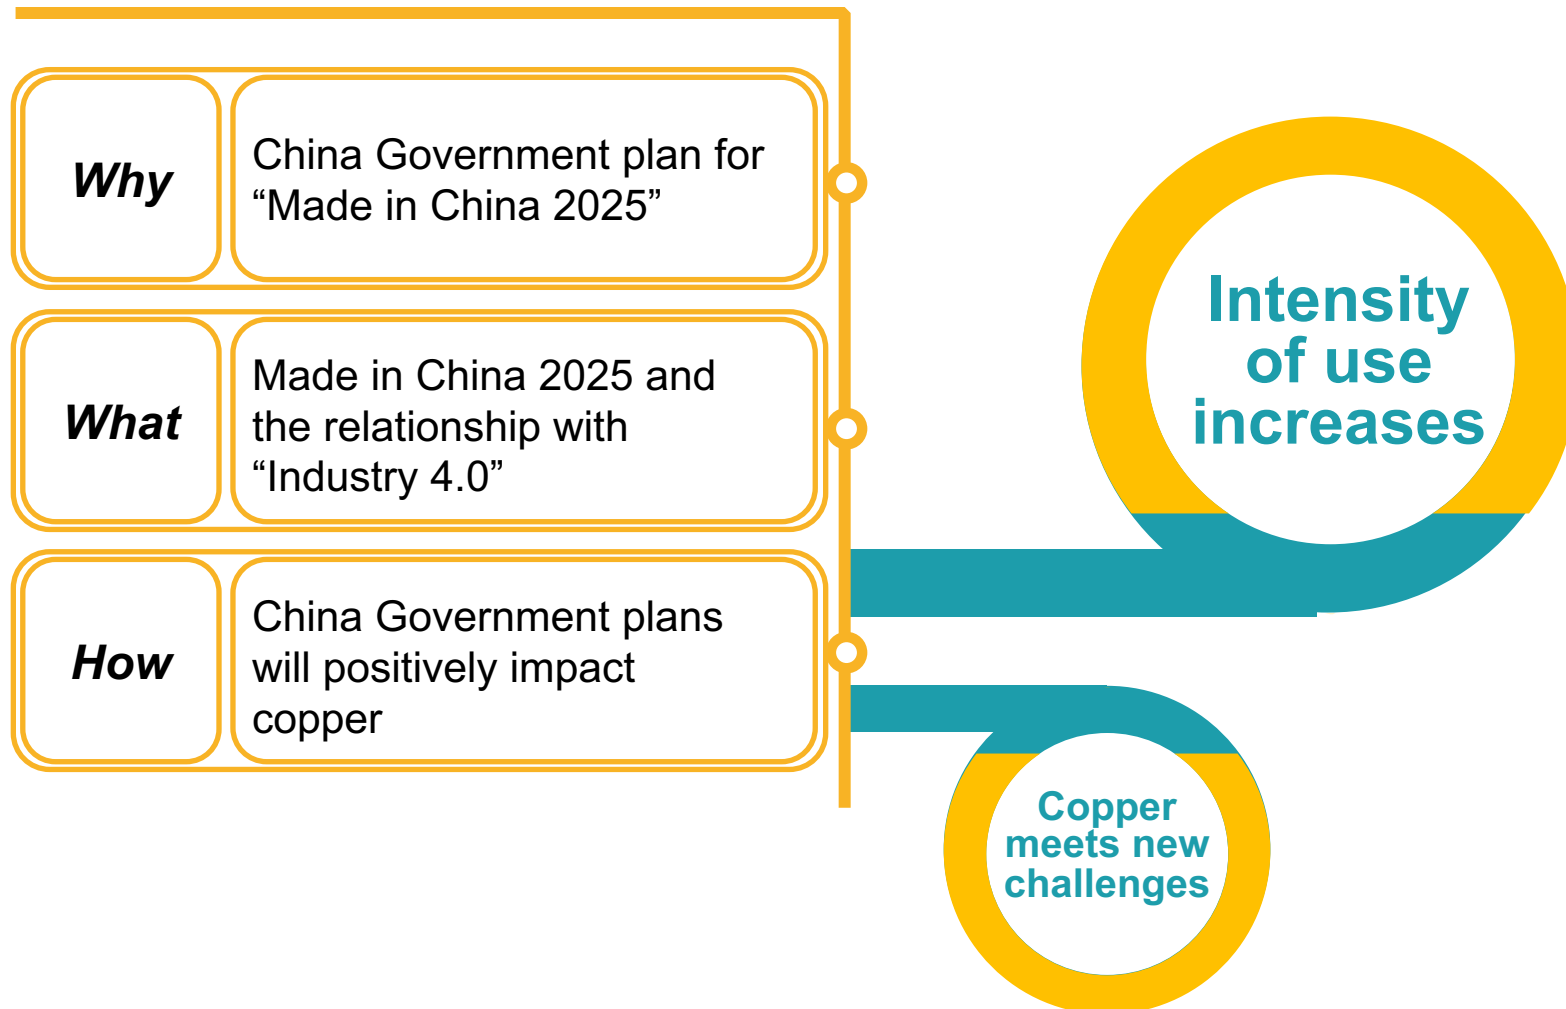 Why
China Government plan for
“Made in China 2025”
What
Made in China 2025 and
the relationship with
“Industry 4.0”
How
China Government plans
will positively impact
copper
Intensity
of use
increases
Copper
meets new
challenges